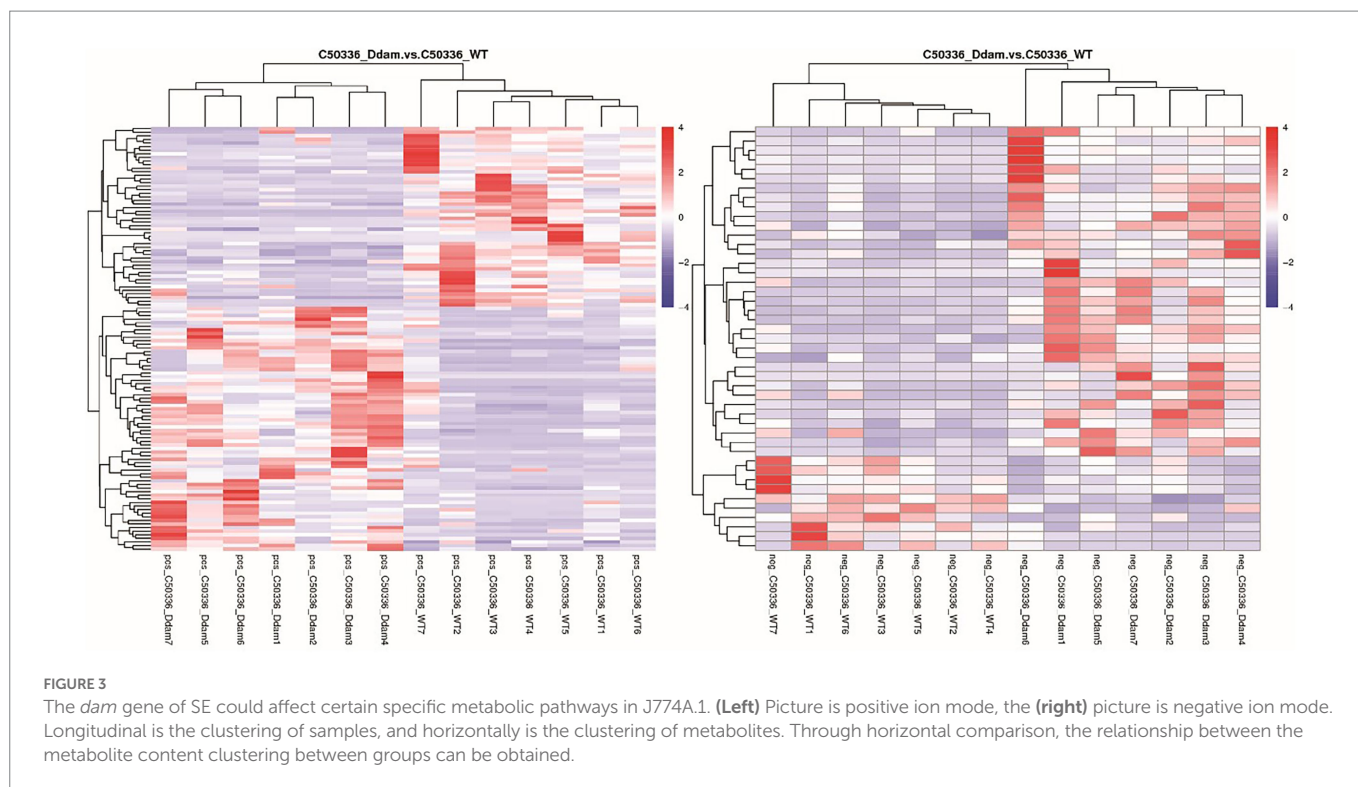 C50336_Ddam.vs.C50336_WT
4
2
0
−2
−4
pos_C50336_Ddam7
pos_C50336_Ddam5
pos_C50336_Ddam6
pos_C50336_Ddam1
pos_C50336_Ddam2
pos_C50336_Ddam3
pos_C50336_Ddam4
pos_C50336_WT7
pos_C50336_WT2
pos_C50336_WT3
pos_C50336_WT4
pos_C50336_WT5
pos_C50336_WT1
pos_C50336_WT6
C50336_Ddam.vs.C50336_WT
4
2
0
−2
−4
neg_C50336_WT7
neg_C50336_WT1
neg_C50336_WT6
neg_C50336_WT3
neg_C50336_WT5
neg_C50336_WT2
neg_C50336_WT4
neg_C50336_Ddam6
neg_C50336_Ddam1
neg_C50336_Ddam5
neg_C50336_Ddam7
neg_C50336_Ddam2
neg_C50336_Ddam3
neg_C50336_Ddam4
FIGURE 3
The dam gene of SE could affect certain specific metabolic pathways in J774A.1. (Left) Picture is positive ion mode, the (right) picture is negative ion mode.
Longitudinal is the clustering of samples, and horizontally is the clustering of metabolites. Through horizontal comparison, the relationship between the
metabolite content clustering between groups can be obtained.